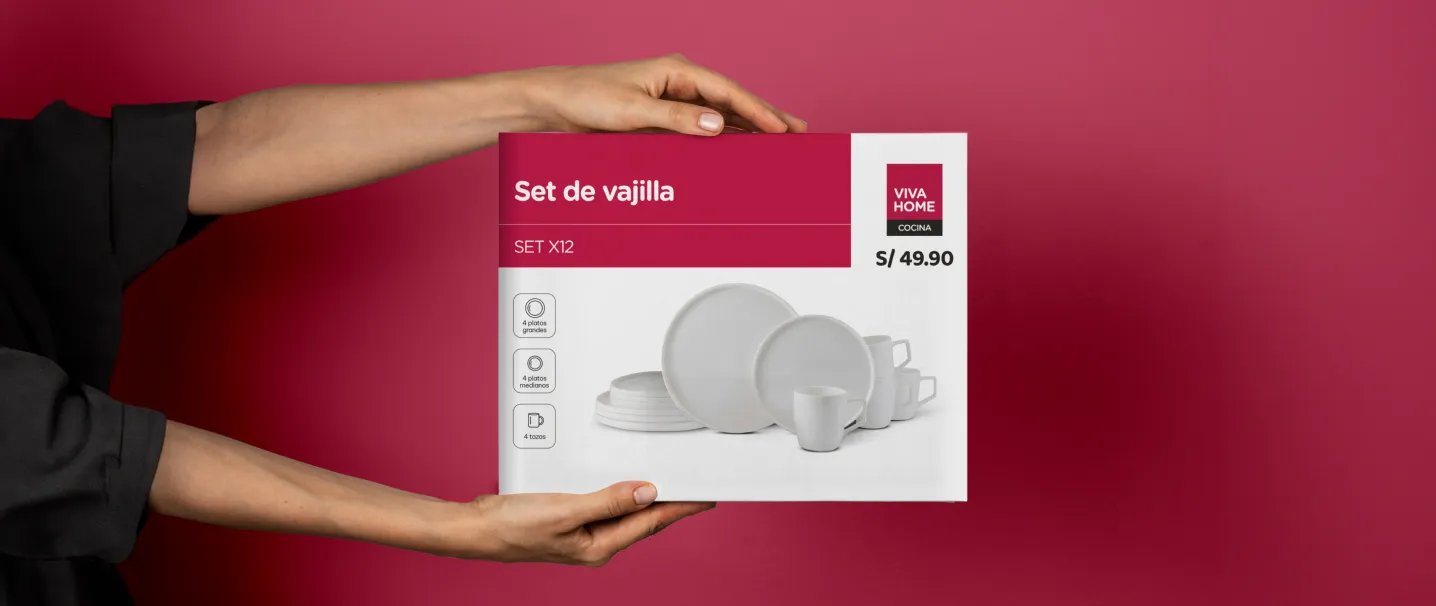 Set de vajilla
SET X12
VIVA
HOME
COCINA
S/ 49.90
4 platos
grandes
4 platos
medianos
4 tazas